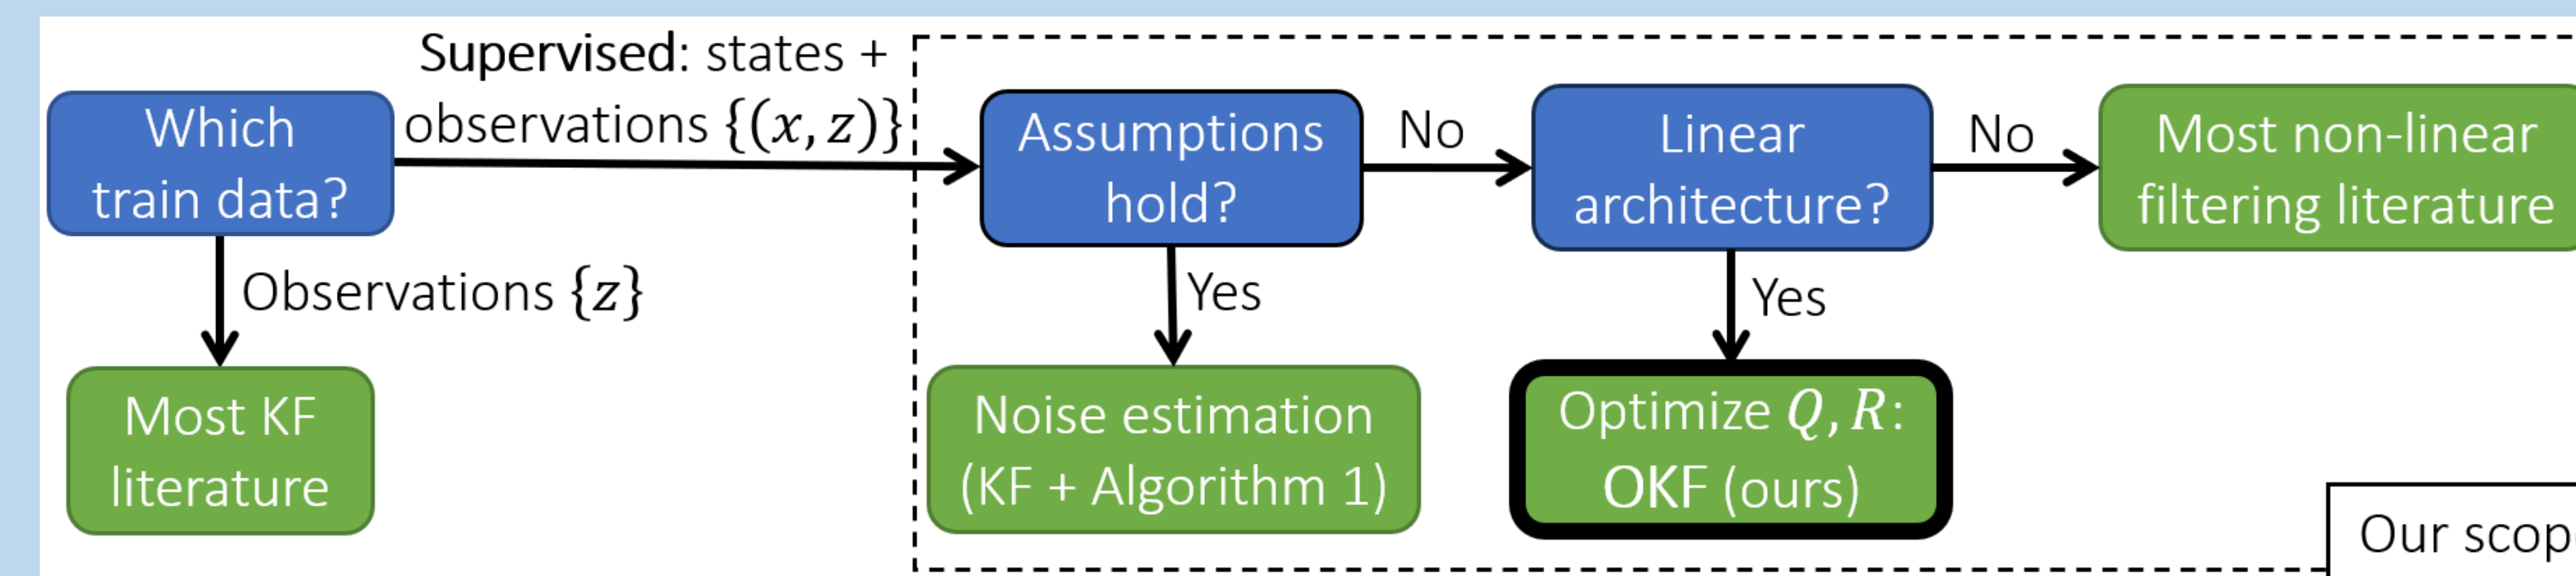 Which
train data?
Supervised: states +
observations {(x, z)}
Observations {z}
Most KF
literature
Assumptions
hold?
No
Yes
Noise estimation
(KF + Algorithm 1)
Linear
architecture?
No
Yes
Optimize Q, R:
OKF (ours)
Most non-linear
filtering literature
Our